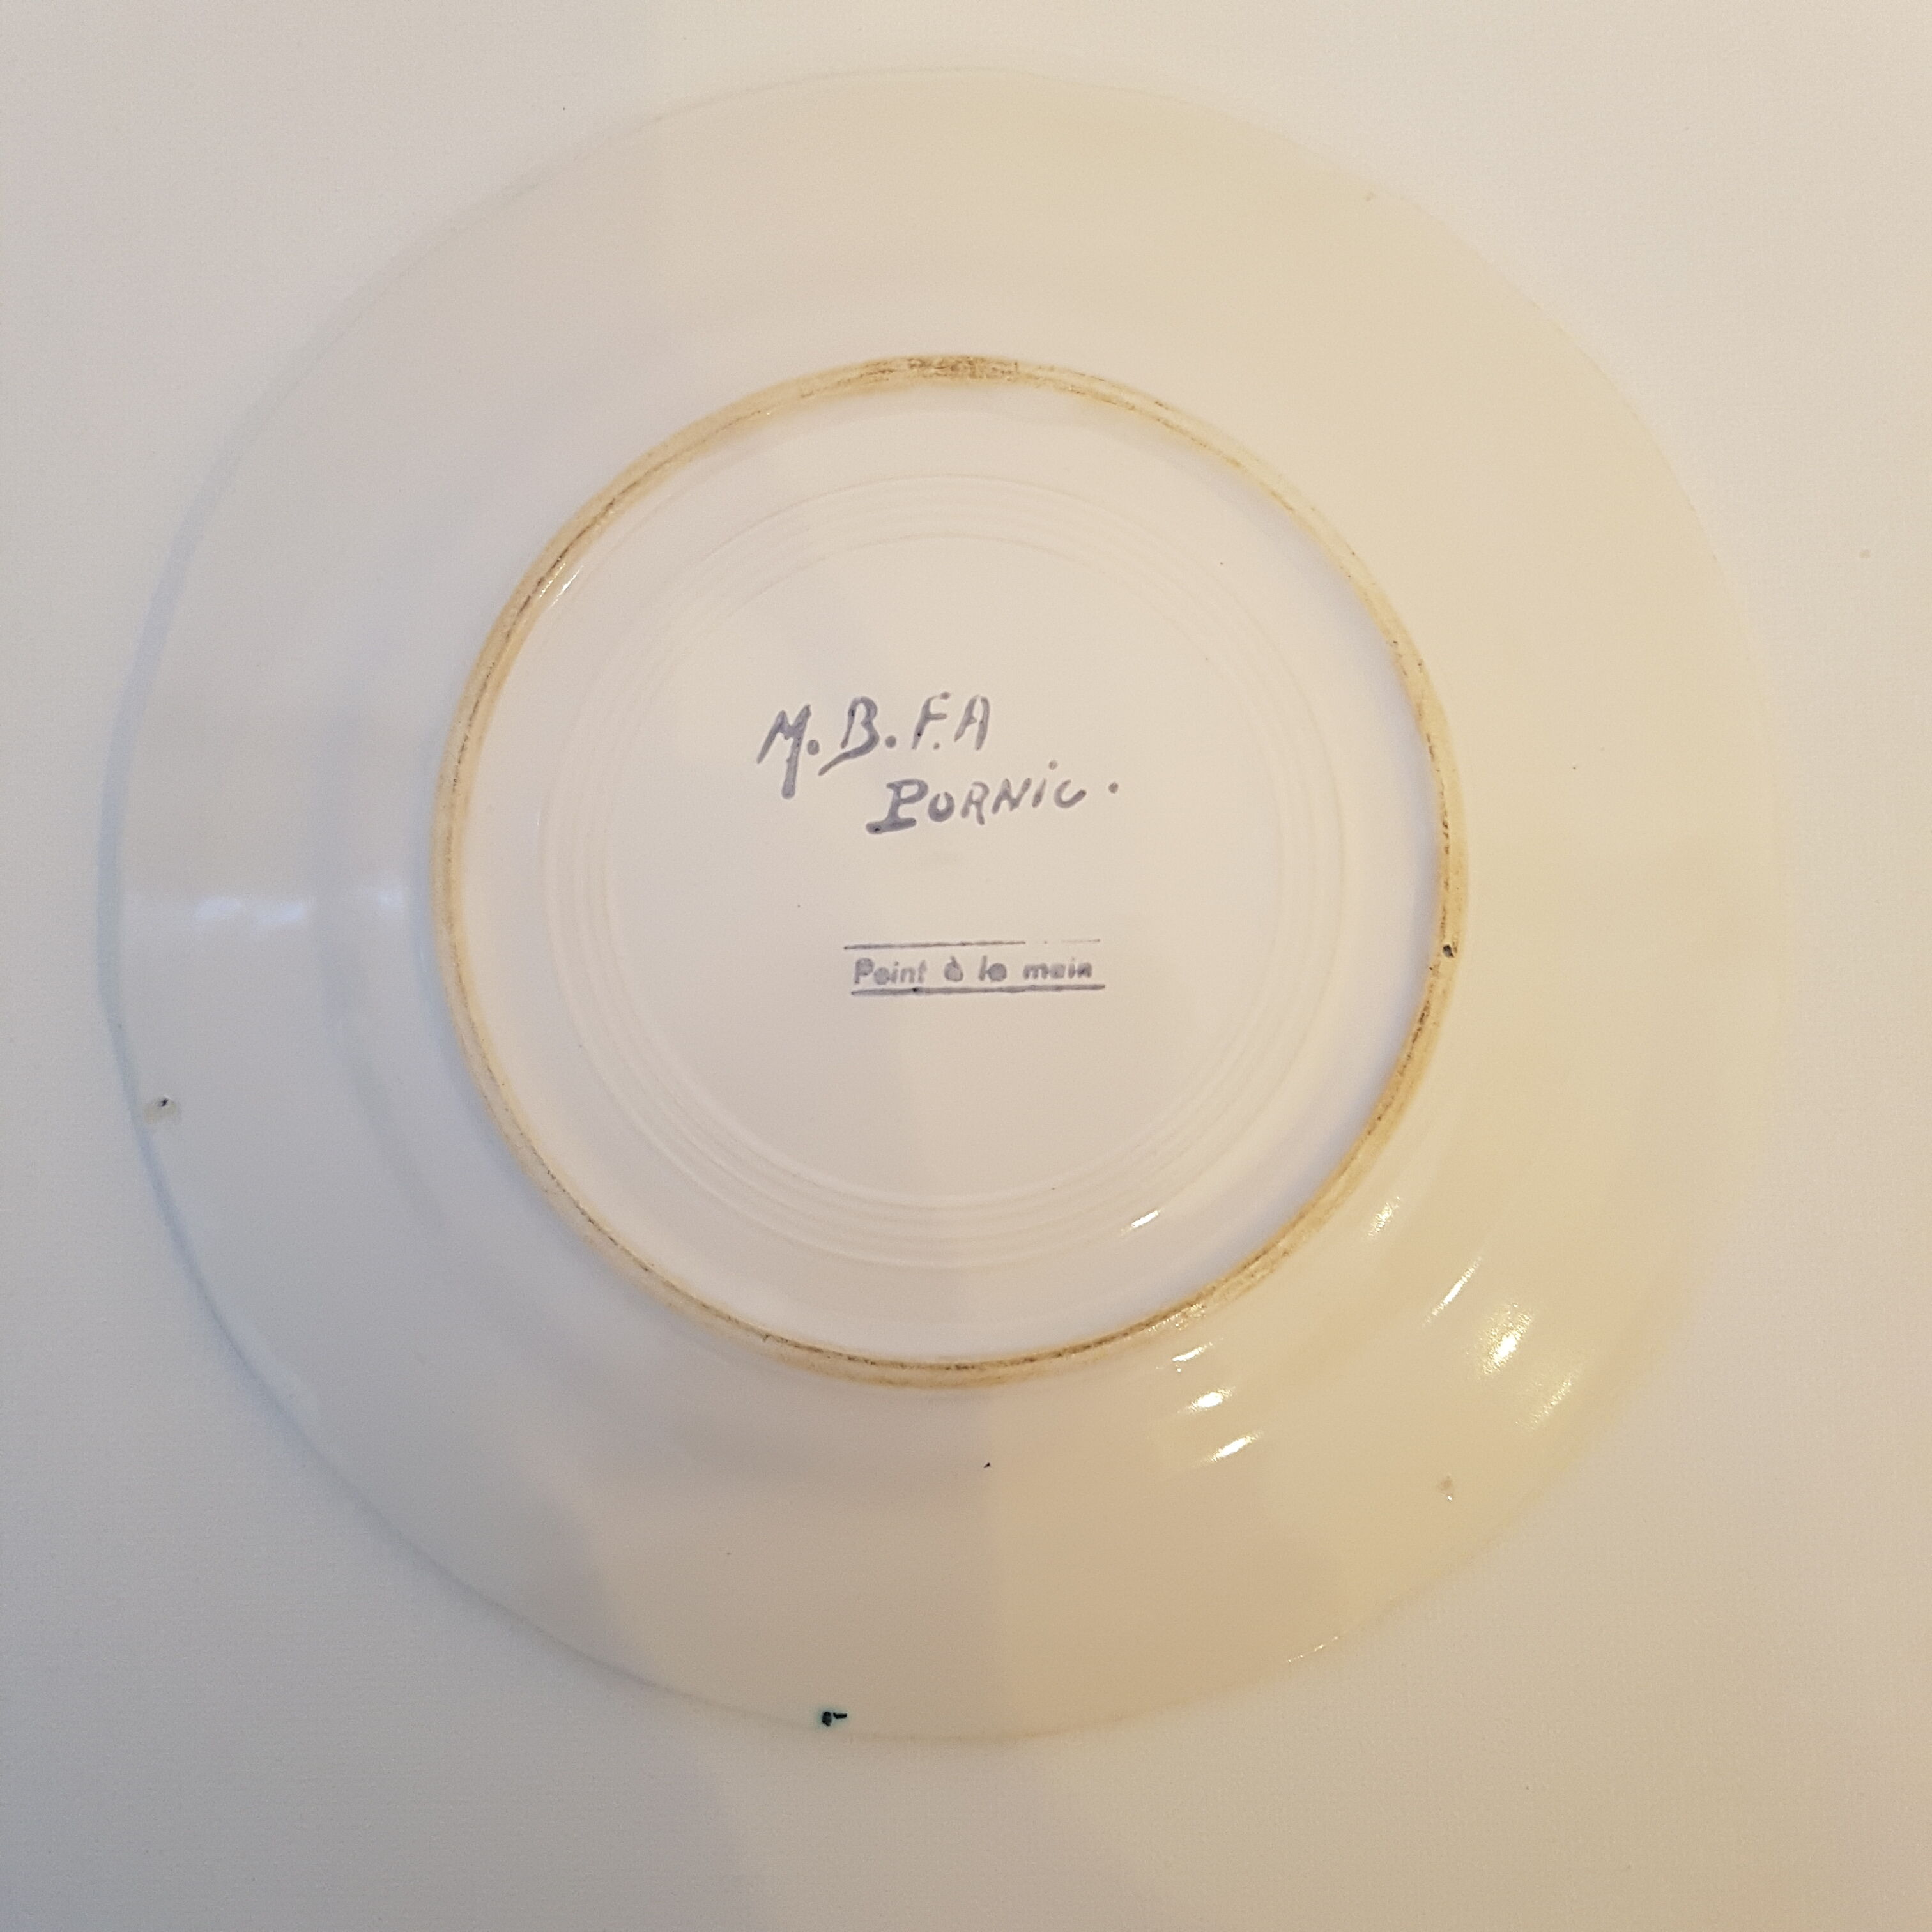 M. B. F. A
PORNiC.
Peint à la main